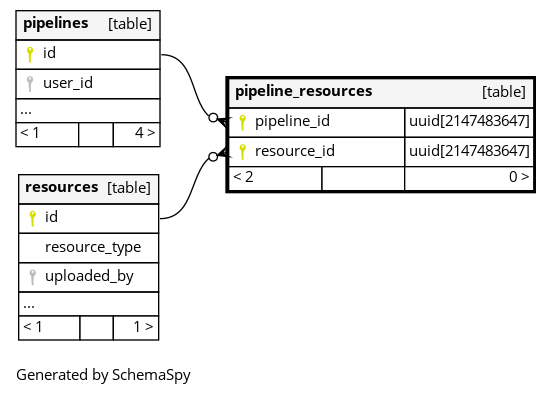 pipelines [table]
id
user_id
...
< 1 4 >
pipeline_resources [table]
pipeline_id uuid[2147483647]
resource_id uuid[2147483647]
< 2 0 >
resources [table]
id
resource_type
uploaded_by
...
< 1 1 >
Generated by SchemaSpy